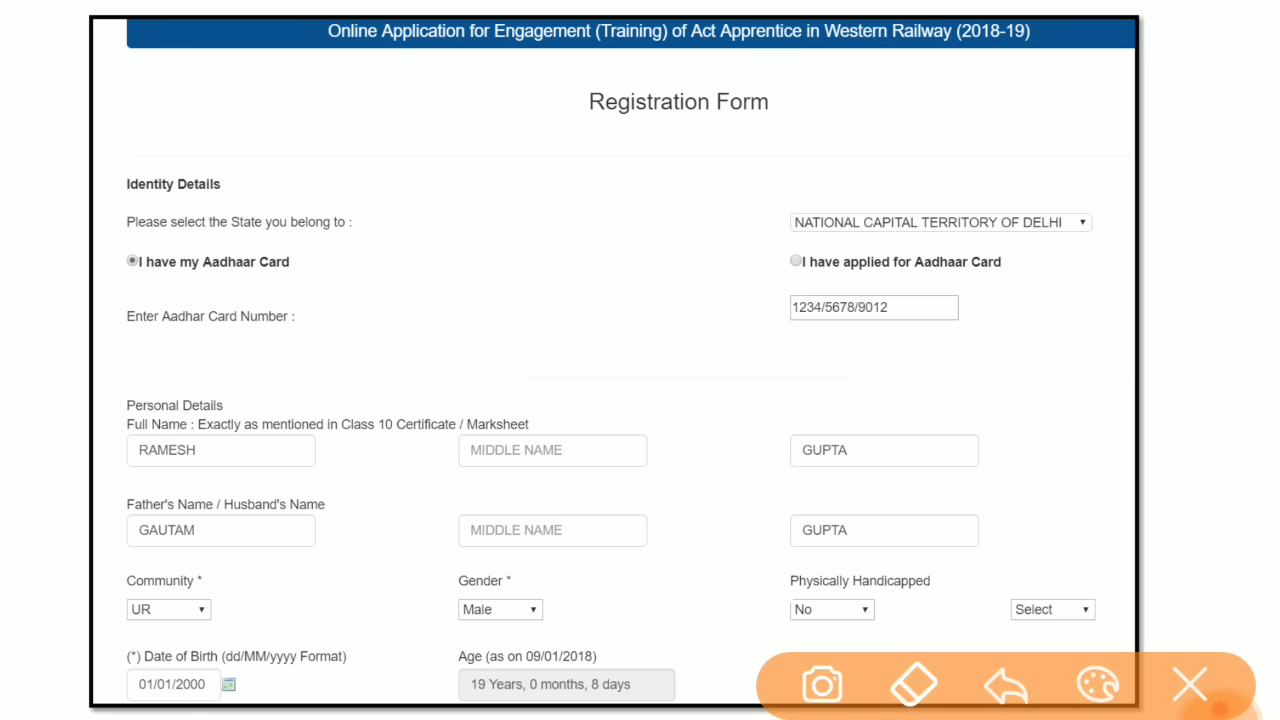 Online Application for Engagement (Training) of Act Apprentice in Western Railway (2018-19)
Registration Form
Identity Details
Please select the State you belong to : NATIONAL CAPITAL TERRITORY OF DELHI
I have my Aadhaar Card I have applied for Aadhaar Card
Enter Aadhar Card Number : 1234/5678/9012
Personal Details
Full Name : Exactly as mentioned in Class 10 Certificate / Marksheet
RAMESH MIDDLE NAME GUPTA
Father's Name / Husband's Name
GAUTAM MIDDLE NAME GUPTA
Community * Gender * Physically Handicapped
UR Male No Select
(*) Date of Birth (dd/MM/yyyy Format) Age (as on 09/01/2018)
01/01/2000 19 Years, 0 months, 8 days